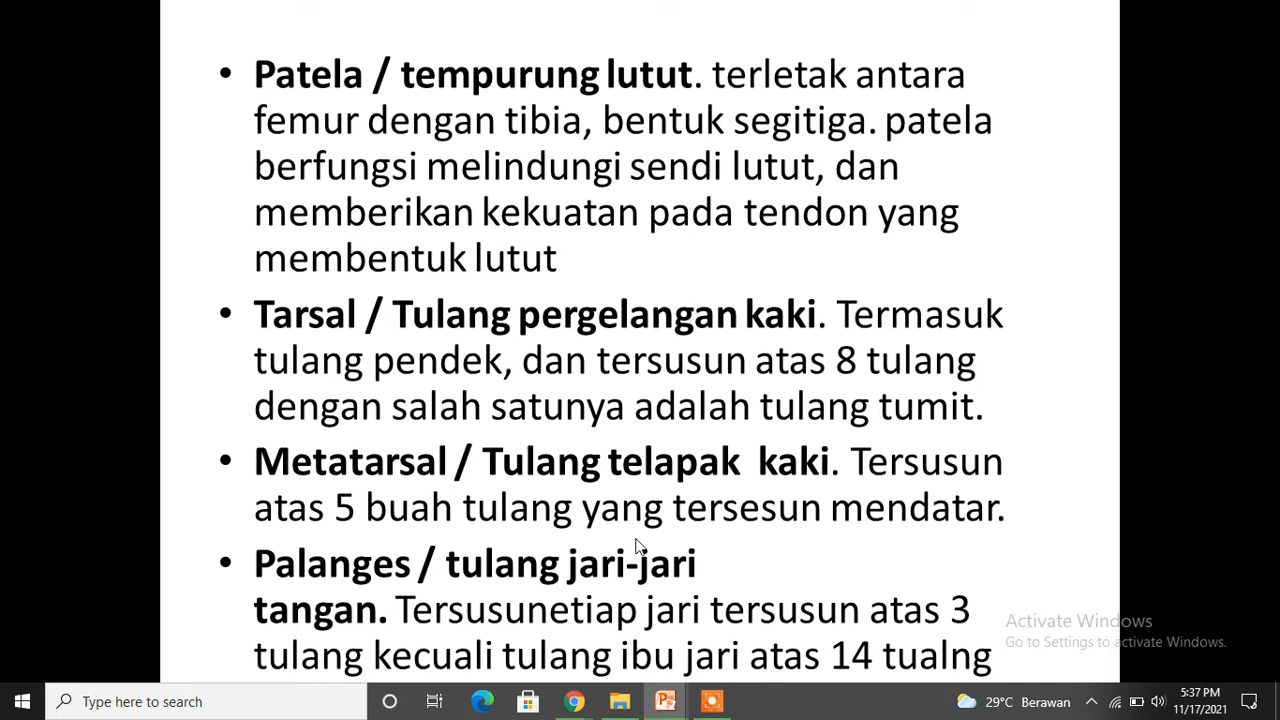 • Patela / tempurung lutut. terletak antara
femur dengan tibia, bentuk segitiga. patela
berfungsi melindungi sendi lutut, dan
memberikan kekuatan pada tendon yang
membentuk lutut
• Tarsal / Tulang pergelangan kaki. Termasuk
tulang pendek, dan tersusun atas 8 tulang
dengan salah satunya adalah tulang tumit.
• Metatarsal / Tulang telapak kaki. Tersusun
atas 5 buah tulang yang tersesun mendatar.
• Palanges / tulang jari-jari
tangan. Tersusunetiap jari tersusun atas 3
tulang kecuali tulang ibu jari atas 14 tualng
Activate Windows
Go to Settings to activate Windows.
Type here to search
29°C Berawan
5:37 PM
11/17/2021